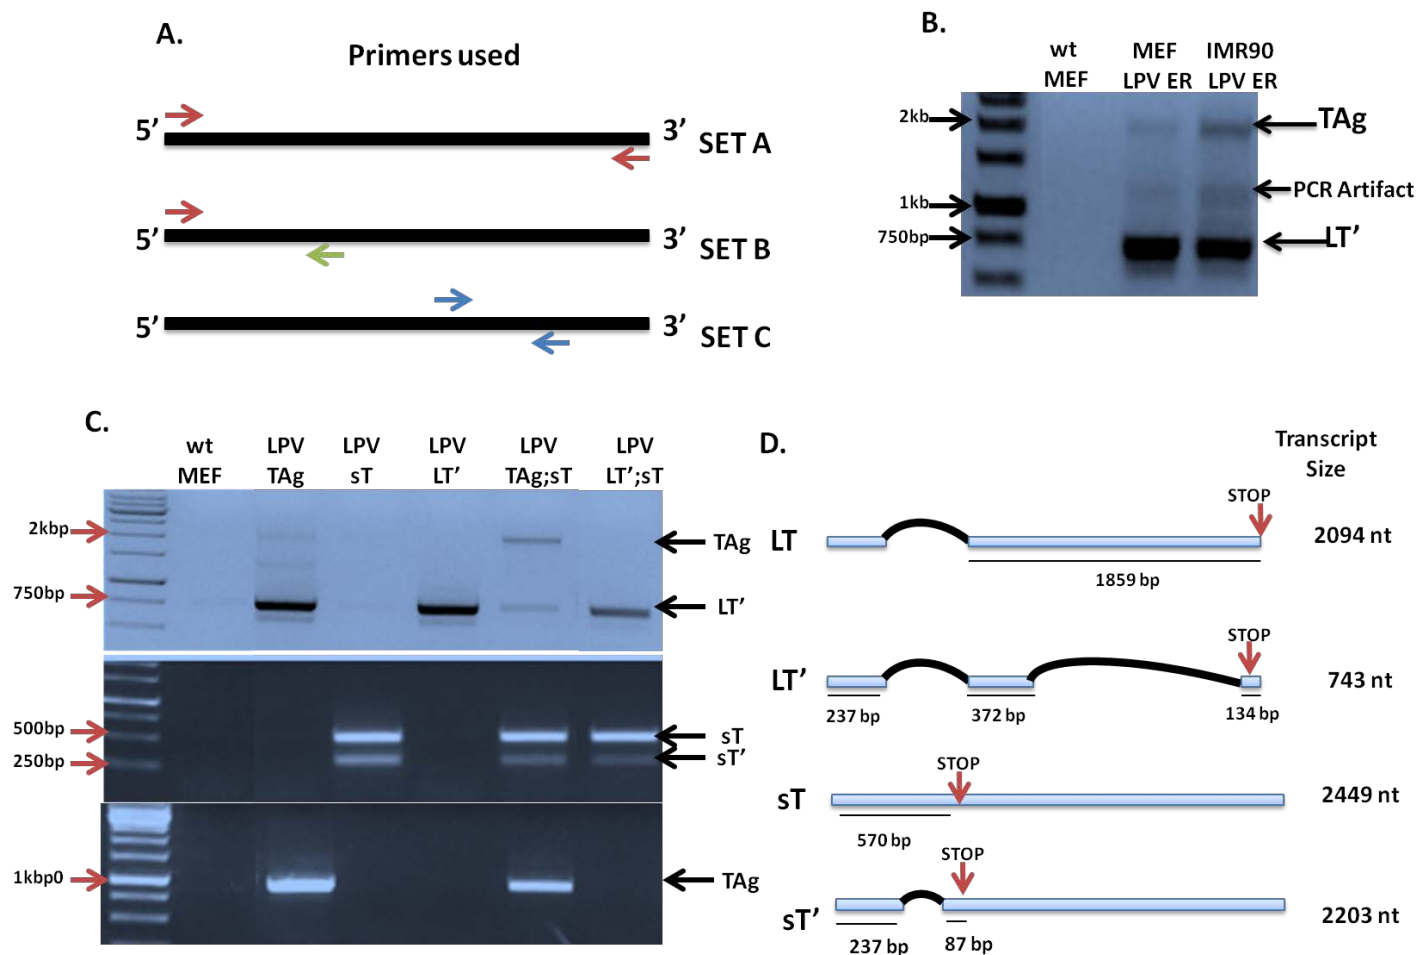 A.
Primers used
5’ 3’ SET A
5’ 3’ SET B
5’ 3’ SET C
B.
wt MEF IMR90
MEF LPV ER LPV ER
2kb
TAg
PCR Artifact
1kb
750bp
LT’
C.
wt LPV LPV LPV LPV LPV
MEF TAg sT LT’ TAg;sT LT’;sT
2kbp
TAg
750bp
LT’
500bp
sT
250bp
sT’
1kbp0
TAg
D.
Transcript
Size
STOP
LT
2094 nt
1859 bp
STOP
LT’
743 nt
237 bp 372 bp 134 bp
STOP
sT
2449 nt
570 bp
STOP
sT’
2203 nt
237 bp 87 bp